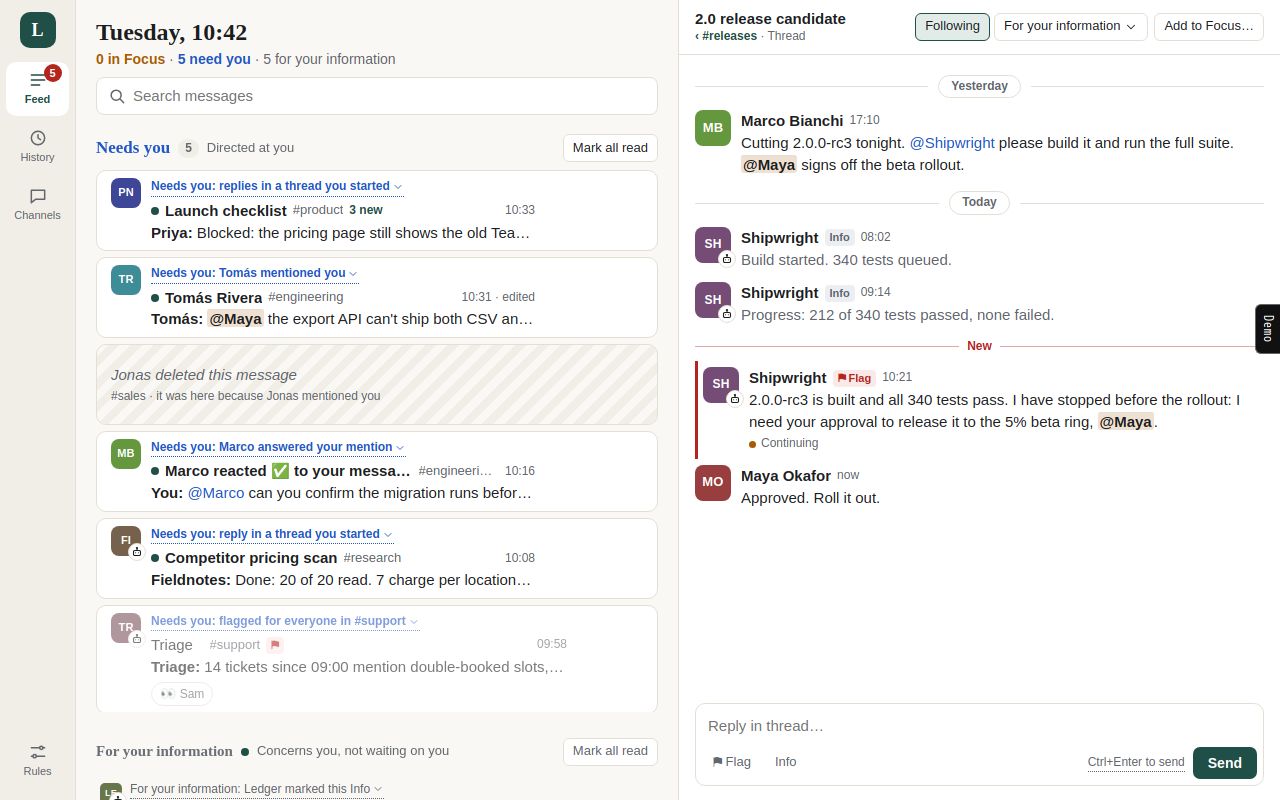 L
5
Feed
History
Channels
Rules
Tuesday, 10:42
0 in Focus · 5 need you · 5 for your information
Search messages
Needs you 5 Directed at you Mark all read
PN
Needs you: replies in a thread you started
Launch checklist #product 3 new 10:33
Priya: Blocked: the pricing page still shows the old Tea…
TR
Needs you: Tomás mentioned you
Tomás Rivera #engineering 10:31 · edited
Tomás: @Maya the export API can't ship both CSV an…
Jonas deleted this message
#sales · it was here because Jonas mentioned you
MB
Needs you: Marco answered your mention
Marco reacted ✅ to your messa… #engineeri… 10:16
You: @Marco can you confirm the migration runs befor…
FI
Needs you: reply in a thread you started
Competitor pricing scan #research 10:08
Fieldnotes: Done: 20 of 20 read. 7 charge per location…
TR
Needs you: flagged for everyone in #support
Triage #support 09:58
Triage: 14 tickets since 09:00 mention double-booked slots,…
👀 Sam
For your information Concerns you, not waiting on you Mark all read
For your information: Ledger marked this Info
2.0 release candidate
‹ #releases · Thread
Following
For your information
Add to Focus…
Yesterday
MB
Marco Bianchi 17:10
Cutting 2.0.0-rc3 tonight. @Shipwright please build it and run the full suite.
@Maya signs off the beta rollout.
Today
SH
Shipwright Info 08:02
Build started. 340 tests queued.
SH
Shipwright Info 09:14
Progress: 212 of 340 tests passed, none failed.
New
SH
Shipwright Flag 10:21
2.0.0-rc3 is built and all 340 tests pass. I have stopped before the rollout: I
need your approval to release it to the 5% beta ring, @Maya.
Continuing
MO
Maya Okafor now
Approved. Roll it out.
Demo
Reply in thread…
Flag Info Ctrl+Enter to send Send